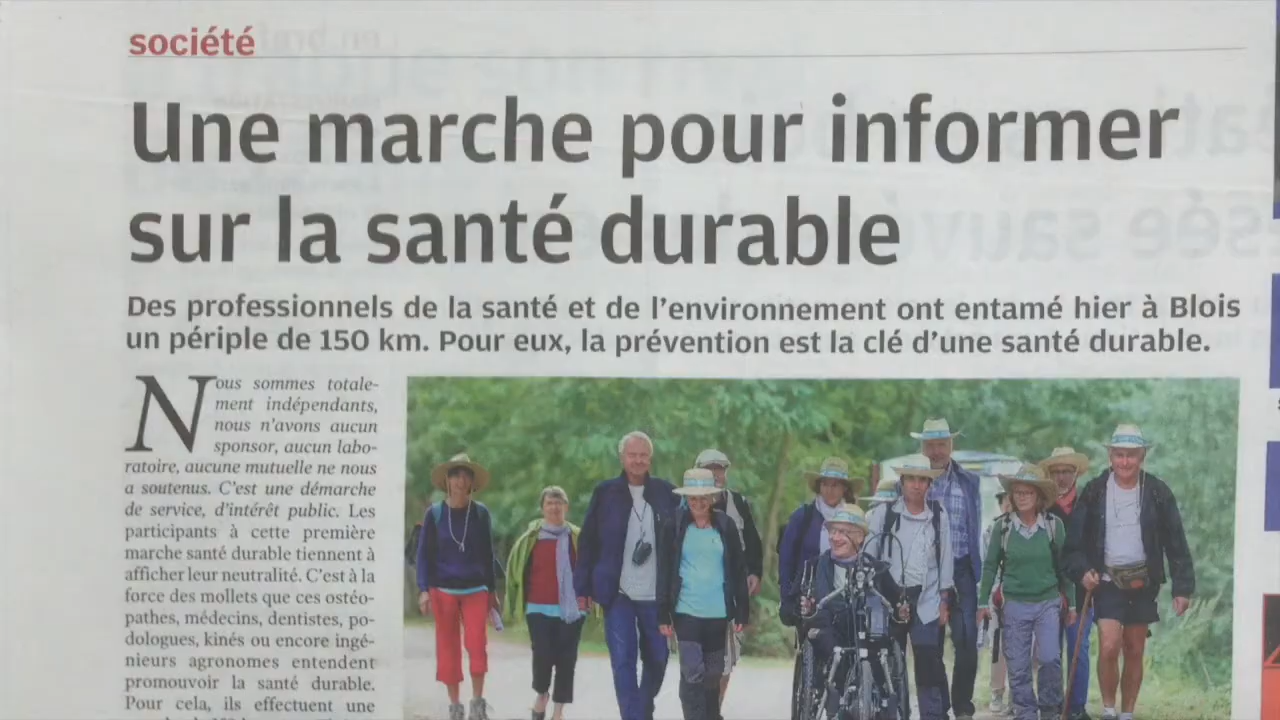 société
Une marche pour informer
sur la santé durable
Des professionnels de la santé et de l'environnement ont entamé hier à Blois
un périple de 150 km. Pour eux, la prévention est la clé d'une santé durable.
Nous sommes totale-
ment indépendants,
nous n'avons aucun
sponsor, aucun labo-
ratoire, aucune mutuelle ne nous
a soutenus. C'est une démarche
de service, d'intérêt public. Les
participants à cette première
marche santé durable tiennent à
afficher leur neutralité. C'est à la
force des mollets que ces ostéo-
pathes, médecins, dentistes, po-
dologues, kinés ou encore ingé-
nieurs agronomes entendent
promouvoir la santé durable.
Pour cela, ils effectuent une